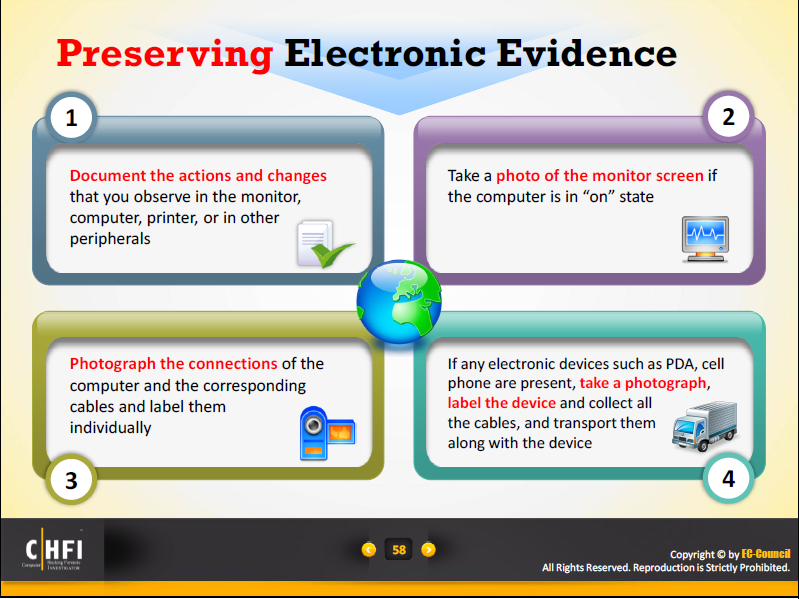 Preserving Electronic Evidence
1
Document the actions and changes
that you observe in the monitor,
computer, printer, or in other
peripherals
2
Take a photo of the monitor screen if
the computer is in “on” state
Photograph the connections of the
computer and the corresponding
cables and label them
individually
3
If any electronic devices such as PDA, cell
phone are present, take a photograph,
label the device and collect all
the cables, and transport them
along with the device
4
CHFI
Computer Hacking Forensic
INVESTIGATOR
58
Copyright © by EC-Council
All Rights Reserved. Reproduction is Strictly Prohibited.